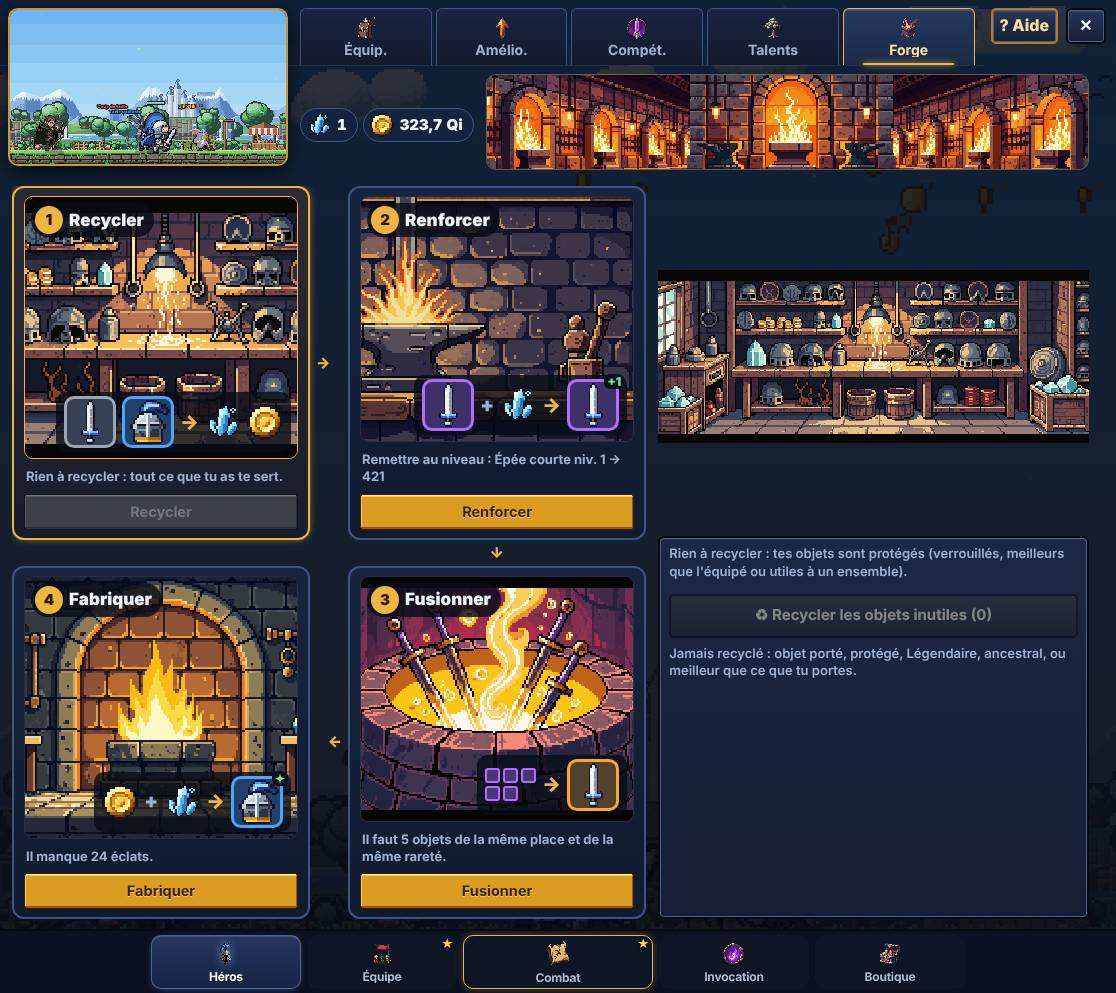 Équip.
Amélio.
Compét.
Talents
Forge
? Aide
×
1
323,7 Qi
1 Recycler
Rien à recycler : tout ce que tu as te sert.
Recycler
2 Renforcer
+1
Remettre au niveau : Épée courte niv. 1 →
421
Renforcer
4 Fabriquer
Il manque 24 éclats.
Fabriquer
3 Fusionner
Il faut 5 objets de la même place et de la
même rareté.
Fusionner
Rien à recycler : tes objets sont protégés (verrouillés, meilleurs
que l'équipé ou utiles à un ensemble).
♻ Recycler les objets inutiles (0)
Jamais recyclé : objet porté, protégé, Légendaire, ancestral, ou
meilleur que ce que tu portes.
Héros
Équipe
Combat
Invocation
Boutique